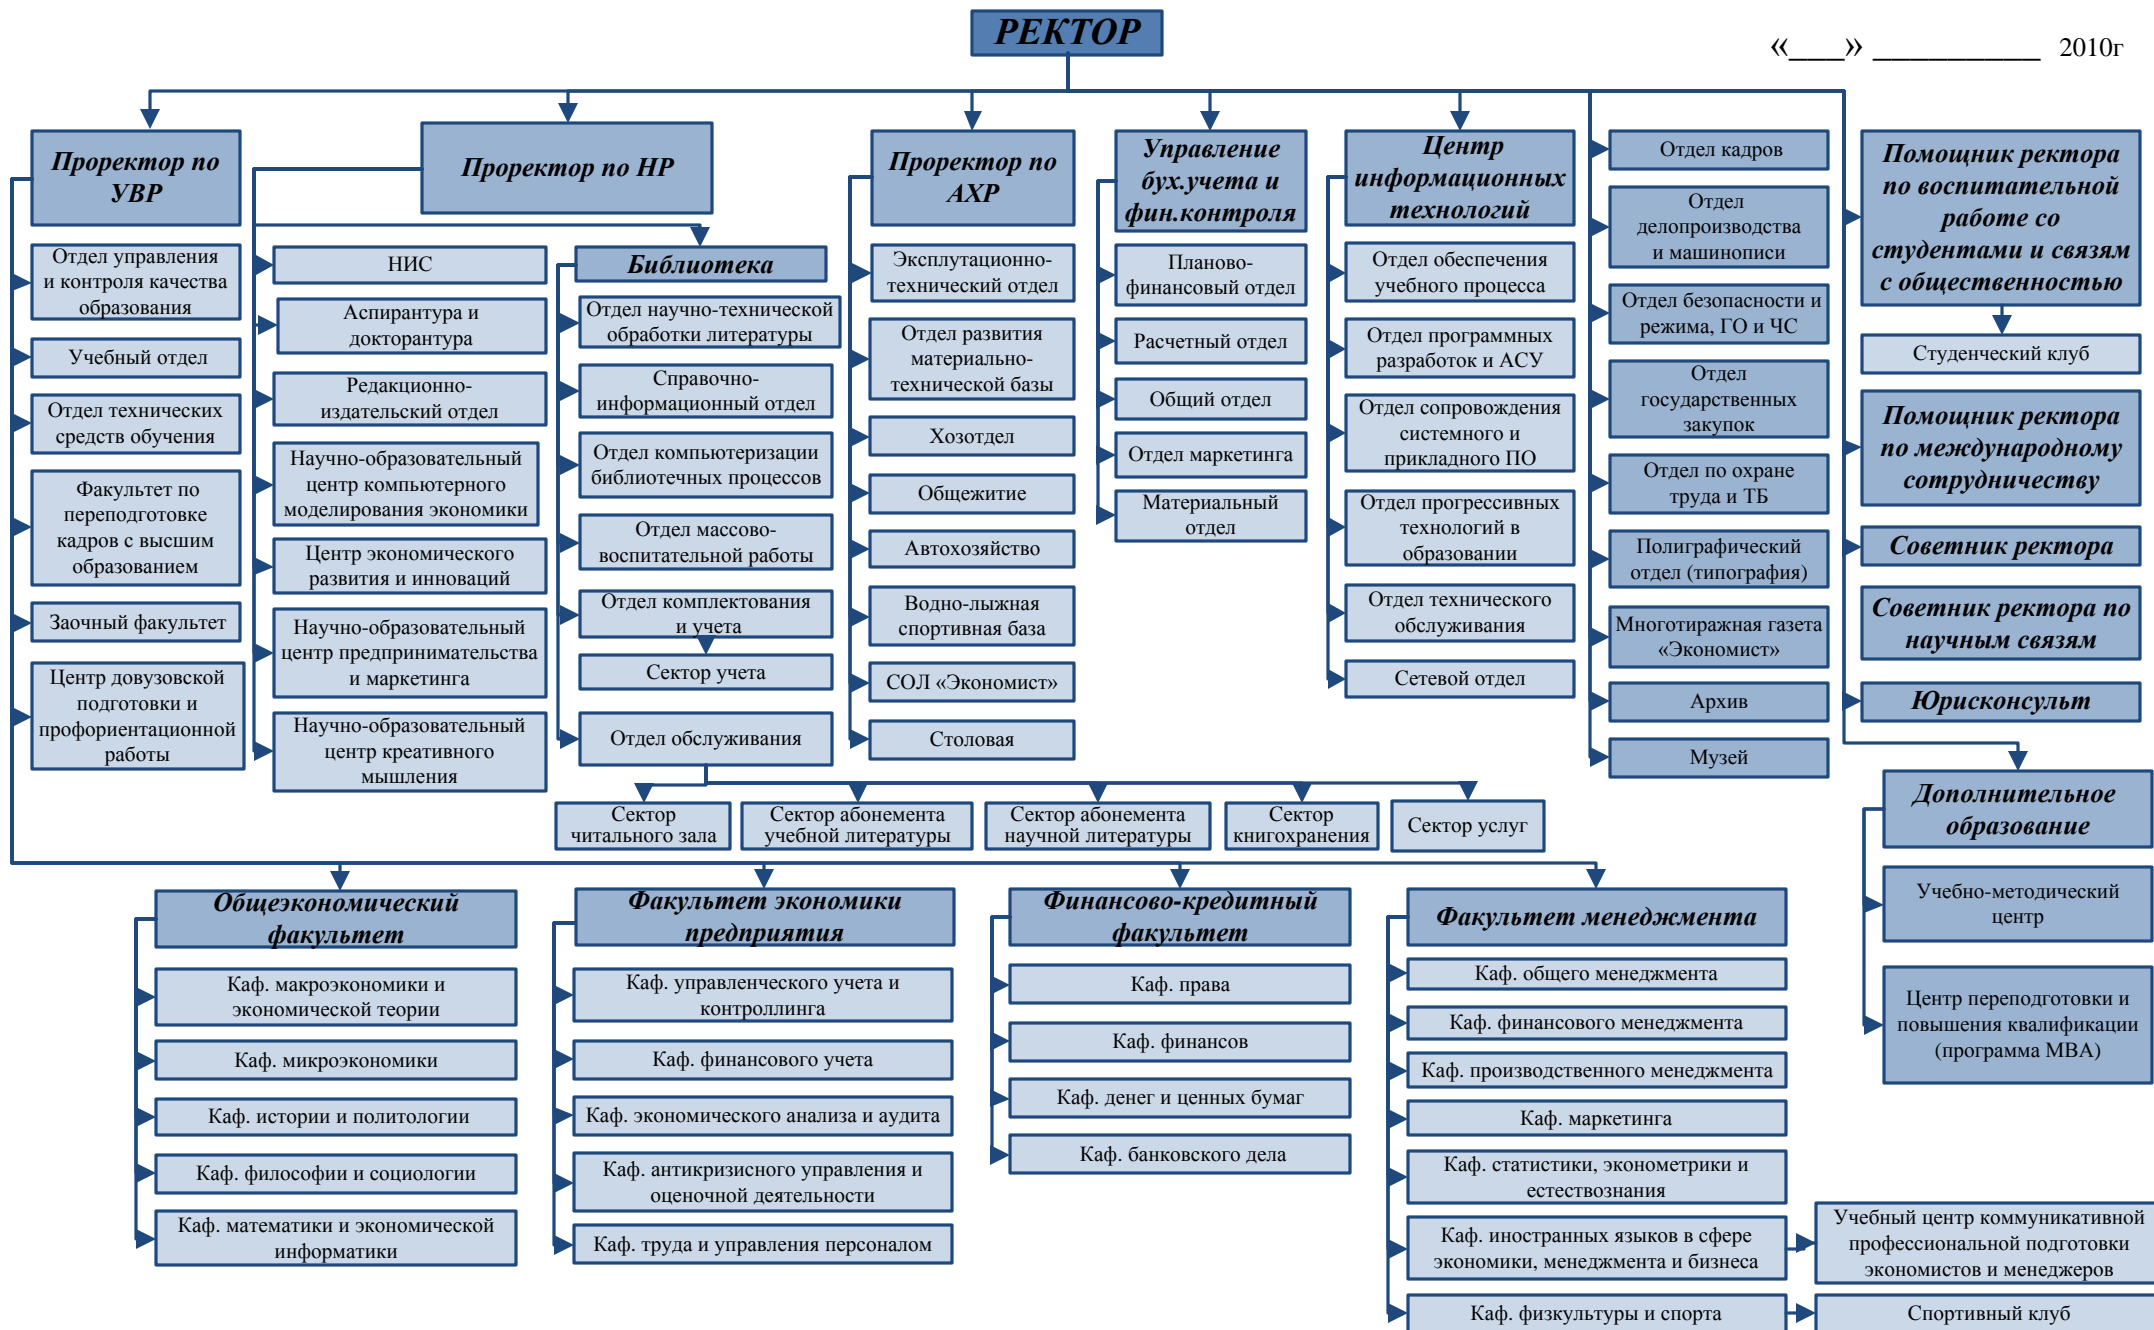 РЕКТОР
«___» _________ 2010г
Проректор по
УВР
Отдел управления
и контроля качества
образования
Учебный отдел
Отдел технических
средств обучения
Факультет по
переподготовке
кадров с высшим
образованием
Заочный факультет
Центр довузовской
подготовки и
профориентационной
работы
Проректор по НР
НИС
Аспирантура и
докторантура
Редакционно-
издательский отдел
Научно-образовательный
центр компьютерного
моделирования экономики
Центр экономического
развития и инноваций
Научно-образовательный
центр предпринимательства
и маркетинга
Научно-образовательный
центр креативного
мышления
Библиотека
Отдел научно-технической
обработки литературы
Справочно-
информационный отдел
Отдел компьютеризации
библиотечных процессов
Отдел массово-
воспитательной работы
Отдел комплектования
и учета
Сектор учета
Отдел обслуживания
Сектор
читального зала
Сектор абонемента
учебной литературы
Сектор абонемента
научной литературы
Сектор
книгохранения
Сектор услуг
Проректор по
АХР
Эксплутационно-
технический отдел
Отдел развития
материально-
технической базы
Хозотдел
Общежитие
Автохозяйство
Водно-лыжная
спортивная база
СОЛ «Экономист»
Столовая
Управление
бух.учета и
фин.контроля
Планово-
финансовый отдел
Расчетный отдел
Общий отдел
Отдел маркетинга
Материальный
отдел
Центр
информационных
технологий
Отдел обеспечения
учебного процесса
Отдел программных
разработок и АСУ
Отдел сопровождения
системного и
прикладного ПО
Отдел прогрессивных
технологий в
образовании
Отдел технического
обслуживания
Сетевой отдел
Отдел кадров
Отдел
делопроизводства
и машинописи
Отдел безопасности и
режима, ГО и ЧС
Отдел
государственных
закупок
Отдел по охране
труда и ТБ
Полиграфический
отдел (типография)
Многотиражная газета
«Экономист»
Архив
Музей
Помощник ректора
по воспитательной
работе со
студентами и связям
с общественностью
Студенческий клуб
Помощник ректора
по международному
сотрудничеству
Советник ректора
Советник ректора по
научным связям
Юрисконсульт
Дополнительное
образование
Учебно-методический
центр
Центр переподготовки и
повышения квалификации
(программа МВА)
Общеэкономический
факультет
Каф. макроэкономики и
экономической теории
Каф. микроэкономики
Каф. истории и политологии
Каф. философии и социологии
Каф. математики и экономической
информатики
Факультет экономики
предприятия
Каф. управленческого учета и
контроллинга
Каф. финансового учета
Каф. экономического анализа и аудита
Каф. антикризисного управления и
оценочной деятельности
Каф. труда и управления персоналом
Финансово-кредитный
факультет
Каф. права
Каф. финансов
Каф. денег и ценных бумаг
Каф. банковского дела
Факультет менеджмента
Каф. общего менеджмента
Каф. финансового менеджмента
Каф. производственного менеджмента
Каф. маркетинга
Каф. статистики, эконометрики и
естествознания
Каф. иностранных языков в сфере
экономики, менеджмента и бизнеса
Учебный центр коммуникативной
профессиональной подготовки
экономистов и менеджеров
Каф. физкультуры и спорта
Спортивный клуб